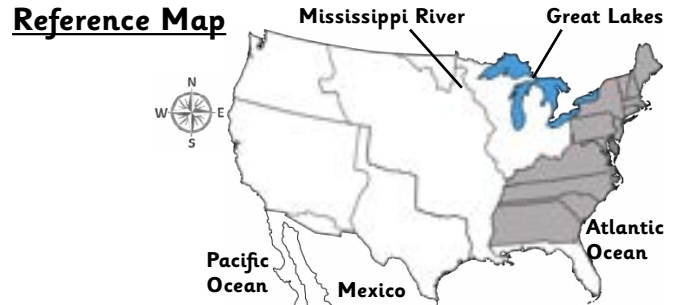 Reference Map
Mississippi River
Great Lakes
N
W
E
S
Atlantic
Ocean
Pacific
Ocean
Mexico